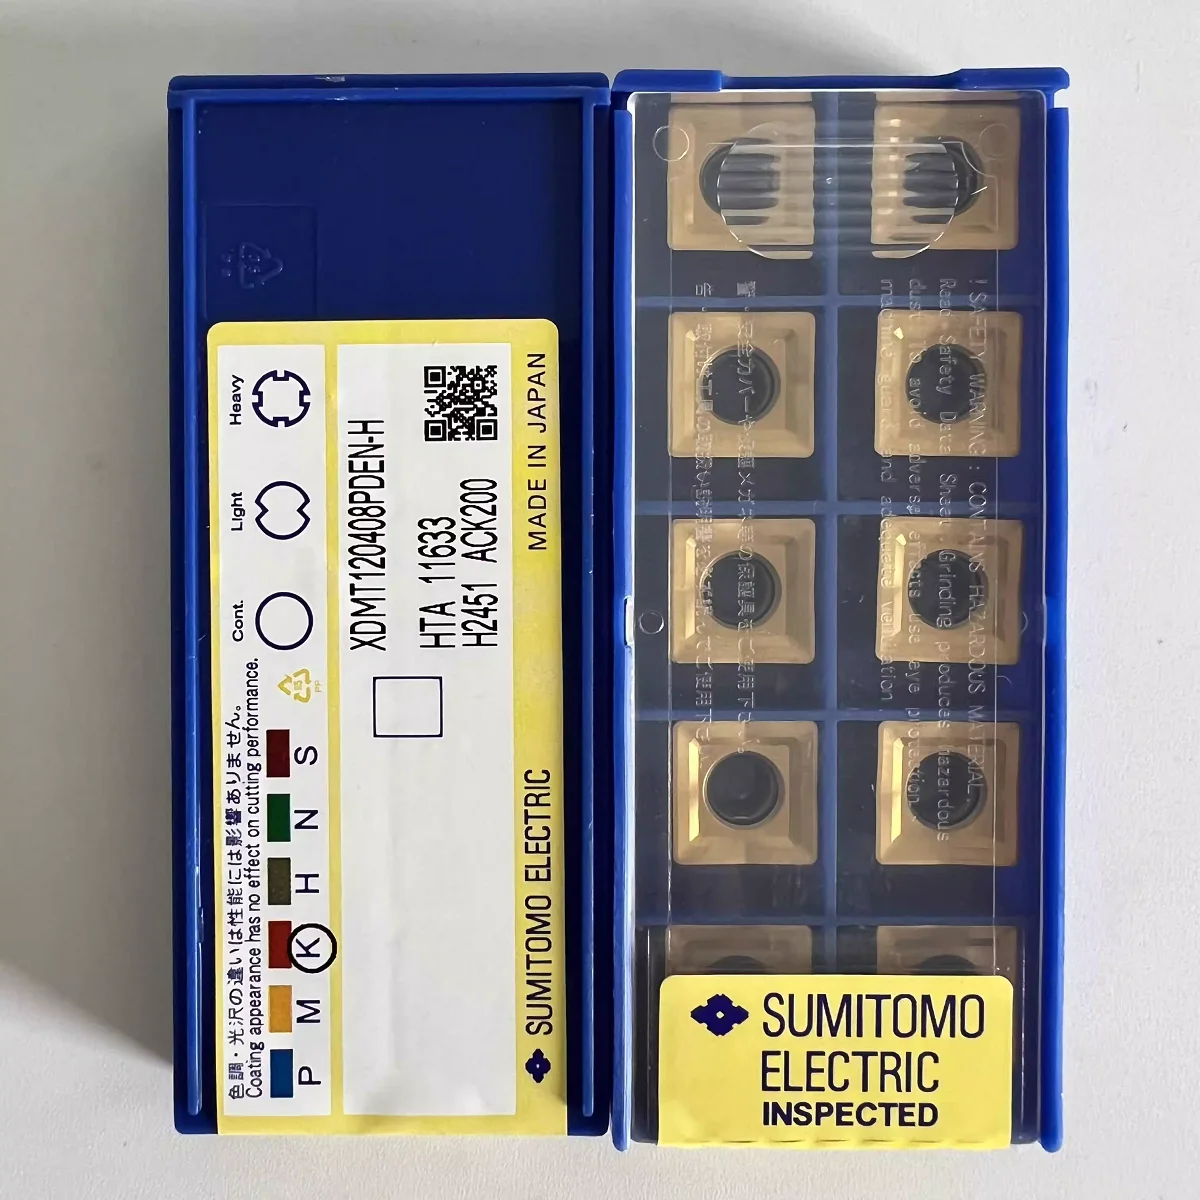 XDMT120408PDEN-H
HTA 11633
H2451 ACK200
MADE IN JAPAN
SUMITOMO ELECTRIC
Heavy
Light
Cont.
色調・光沢の違いは性能には影響ありません。
Coating appearance has no effect on cutting performance.
P M K H N S
PP
! SAFETY WARNING : CONTAINS HAZARDOUS MATERIAL.
Read Safety Data Sheet. Grinding produces hazardous
dust. To avoid adverse effects use eye protection,
machine guard and adequate ventilation
SUMITOMO
ELECTRIC
INSPECTED